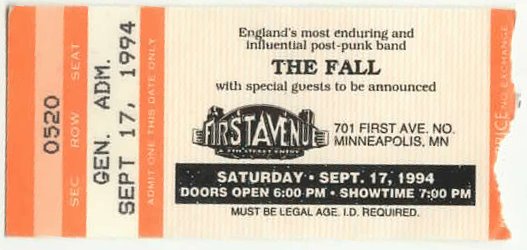 0520
SEC ROW SEAT
GEN. ADM.
SEPT 17, 1994
ADMIT ONE THIS DATE ONLY
England's most enduring and
influential post-punk band
THE FALL
with special guests to be announced
FIRST AVENUE
701 FIRST AVE. NO.
MINNEAPOLIS, MN
SATURDAY • SEPT. 17, 1994
DOORS OPEN 6:00 PM • SHOWTIME 7:00 PM
MUST BE LEGAL AGE. I.D. REQUIRED.
NO EXCHANGE